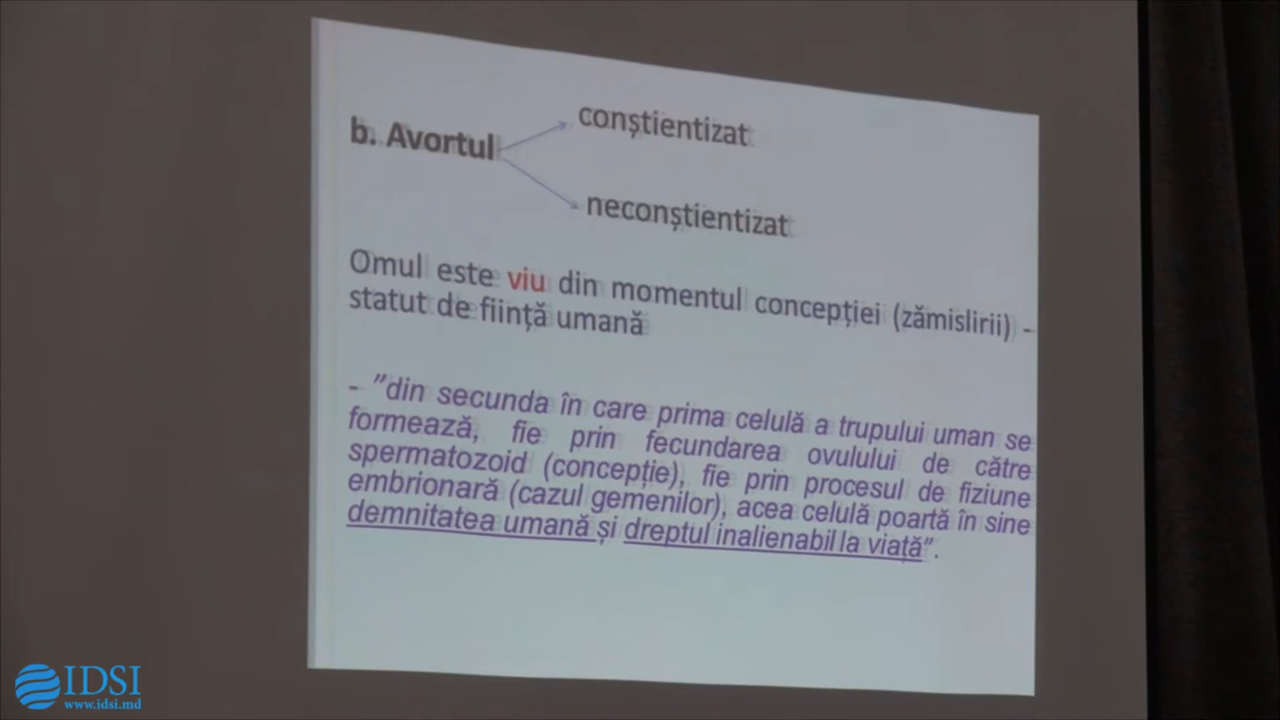 b. Avortul
conștientizat
neconștientizat
Omul este viu din momentul concepției (zămislirii) -
statut de ființă umană
- ”din secunda în care prima celulă a trupului uman se
formează, fie prin fecundarea ovulului de către
spermatozoid (concepție), fie prin procesul de fiziune
embrionară (cazul gemenilor), acea celulă poartă în sine
demnitatea umană și dreptul inalienabil la viață”.
IDSI
www.idsi.md